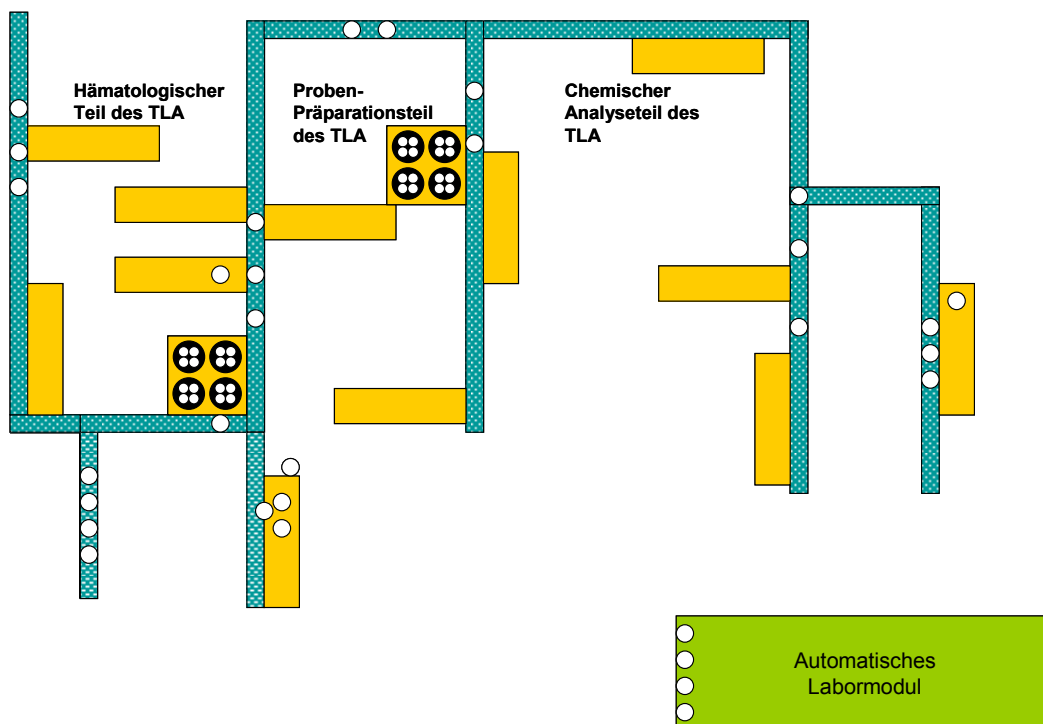 Hämatologischer
Teil des TLA
Proben-
Präparationsteil
des TLA
Chemischer
Analyseteil des
TLA
Automatisches
Labormodul